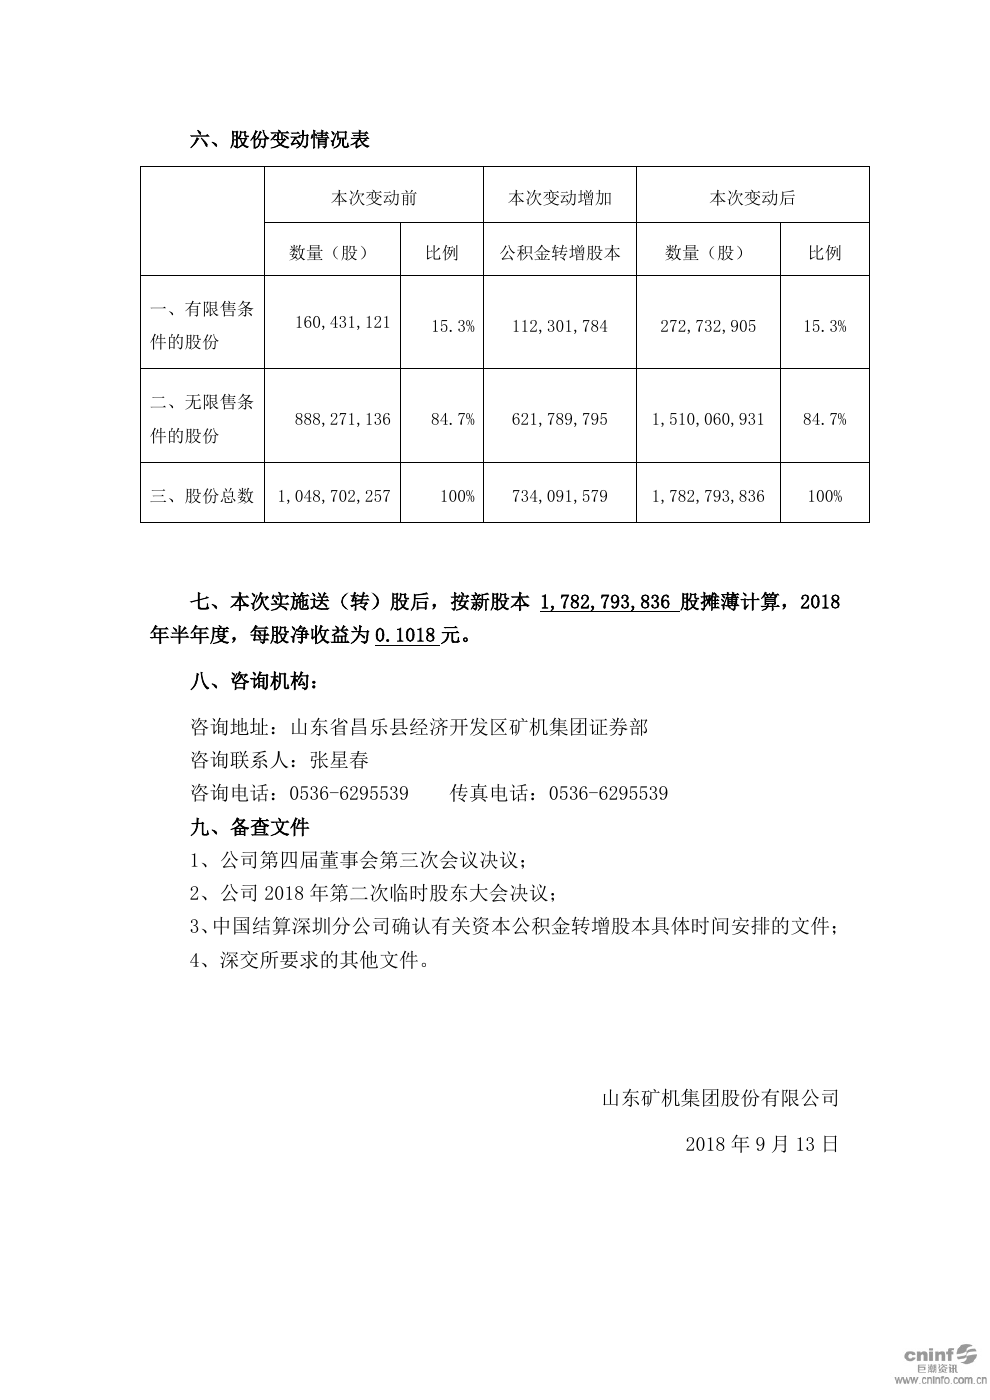 六、股份变动情况表
本次变动前 本次变动增加 本次变动后
数量（股） 比例 公积金转增股本 数量（股） 比例
一、有限售条
件的股份 160,431,121 15.3% 112,301,784 272,732,905 15.3%
二、无限售条
件的股份 888,271,136 84.7% 621,789,795 1,510,060,931 84.7%
三、股份总数 1,048,702,257 100% 734,091,579 1,782,793,836 100%
七、本次实施送（转）股后，按新股本 1,782,793,836 股摊薄计算，2018
年半年度，每股净收益为 0.1018 元。
八、咨询机构：
咨询地址：山东省昌乐县经济开发区矿机集团证券部
咨询联系人：张星春
咨询电话：0536-6295539 传真电话：0536-6295539
九、备查文件
1、公司第四届董事会第三次会议决议；
2、公司 2018 年第二次临时股东大会决议；
3、中国结算深圳分公司确认有关资本公积金转增股本具体时间安排的文件；
4、深交所要求的其他文件。
山东矿机集团股份有限公司
2018 年 9 月 13 日
cninf
巨潮资讯
www.cninfo.com.cn